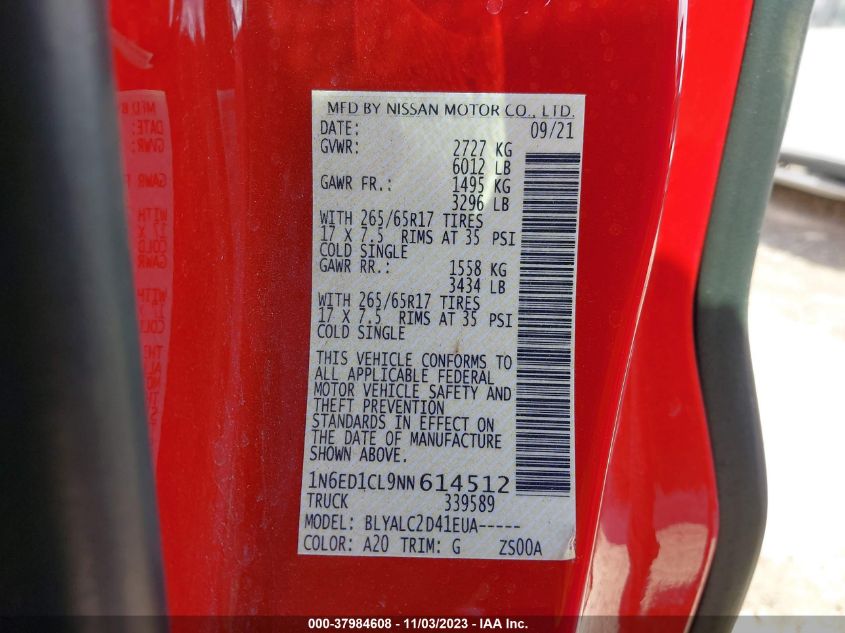 MFD BY NISSAN MOTOR CO., LTD.
DATE: 09/21
GVWR: 2727 KG
6012 LB
GAWR FR.: 1495 KG
3296 LB
WITH 265/65R17 TIRES
17 X 7.5 RIMS AT 35 PSI
COLD SINGLE
GAWR RR.: 1558 KG
3434 LB
WITH 265/65R17 TIRES
17 X 7.5 RIMS AT 35 PSI
COLD SINGLE
THIS VEHICLE CONFORMS TO
ALL APPLICABLE FEDERAL
MOTOR VEHICLE SAFETY AND
THEFT PREVENTION
STANDARDS IN EFFECT ON
THE DATE OF MANUFACTURE
SHOWN ABOVE.
1N6ED1CL9NN614512
TRUCK 339589
MODEL: BLYALC2D41EUA-----
COLOR: A20 TRIM: G ZS00A
000-37984608 - 11/03/2023 - IAA Inc.